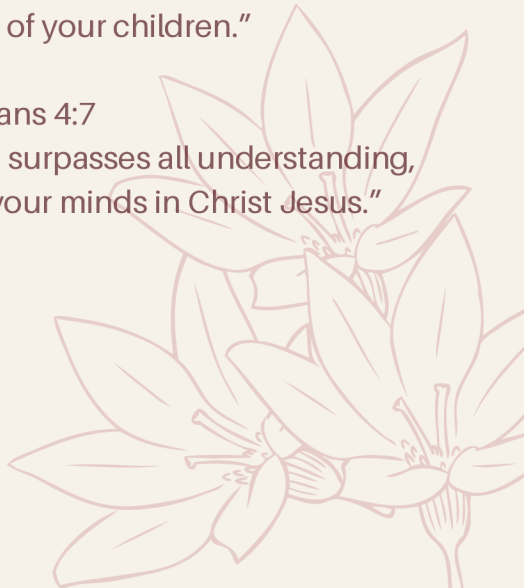 of your children.”
ans 4:7
surpasses all understanding,
your minds in Christ Jesus.”